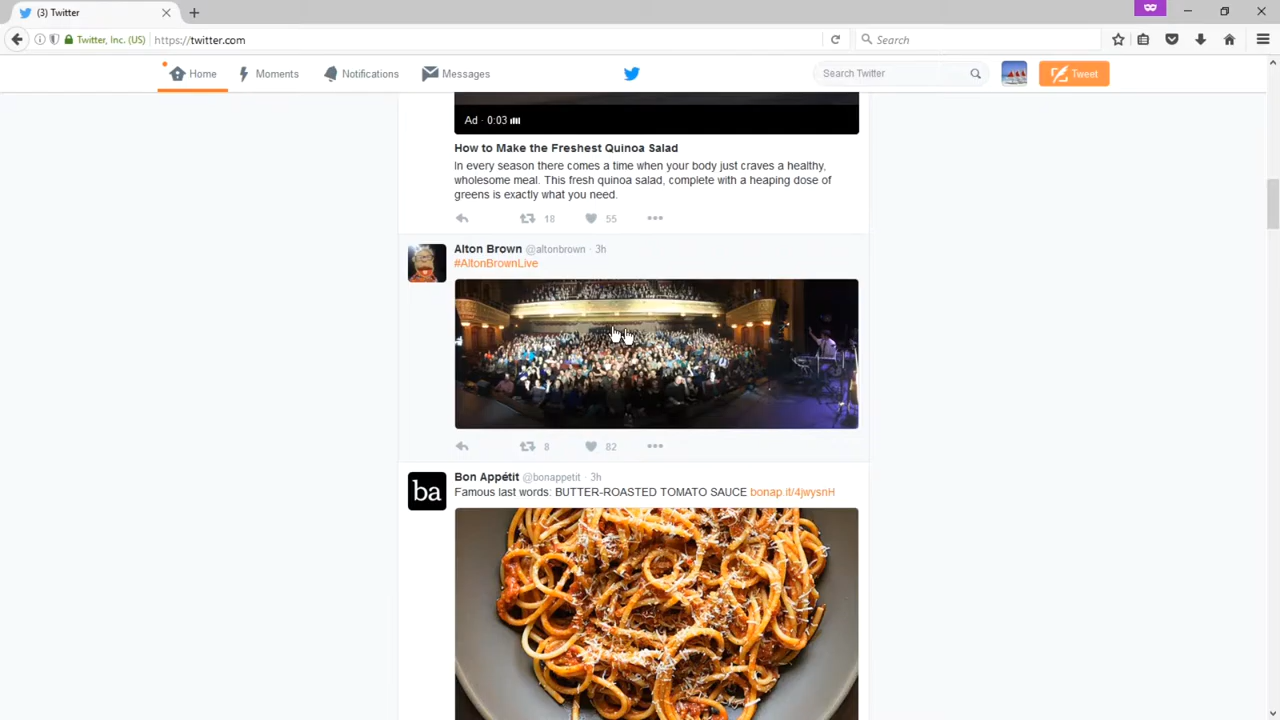 (3) Twitter
Twitter, Inc. (US) https://twitter.com Search
Home Moments Notifications Messages Search Twitter Tweet
Ad · 0:03
How to Make the Freshest Quinoa Salad
In every season there comes a time when your body just craves a healthy,
wholesome meal. This fresh quinoa salad, complete with a heaping dose of
greens is exactly what you need.
18 55
Alton Brown @altonbrown · 3h
#AltonBrownLive
8 82
ba
Bon Appétit @bonappetit · 3h
Famous last words: BUTTER-ROASTED TOMATO SAUCE bonap.it/4jwysnH